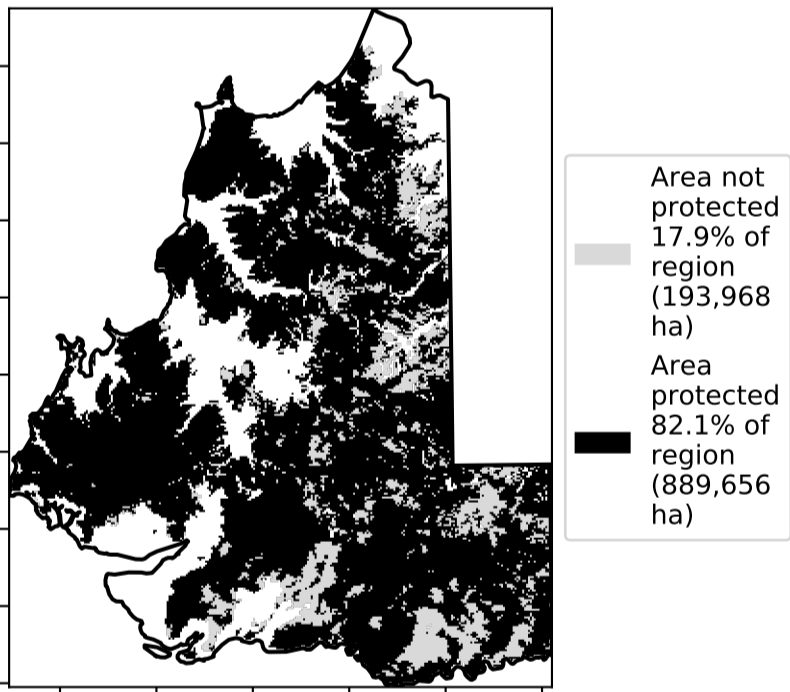 Area not
protected
17.9% of
region
(193,968
ha)
Area
protected
82.1% of
region
(889,656
ha)